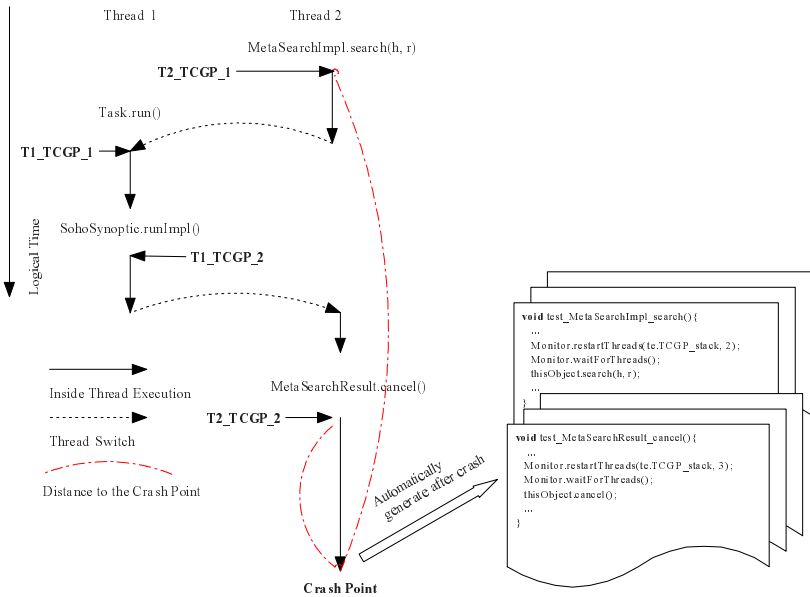 Thread 1
Thread 2
MetaSearchImpl.search(h, r)
T2_TCGP_1
Task.run()
T1_TCGP_1
SohoSynoptic.runImpl()
T1_TCGP_2
Logical Time
Inside Thread Execution
MetaSearchResult.cancel()
T2_TCGP_2
Thread Switch
Distance to the Crash Point
Automatically
generate after crash
Crash Point
void test_MetaSearchImpl_search(){
...
Monitor.restartThreads(te.TCGP_stack, 2);
Monitor.waitForThreads();
thisObject.search(h, r);
...
}
void test_MetaSearchResult_cancel(){
...
Monitor.restartThreads(te.TCGP_stack, 3);
Monitor.waitForThreads();
thisObject.cancel();
...
}